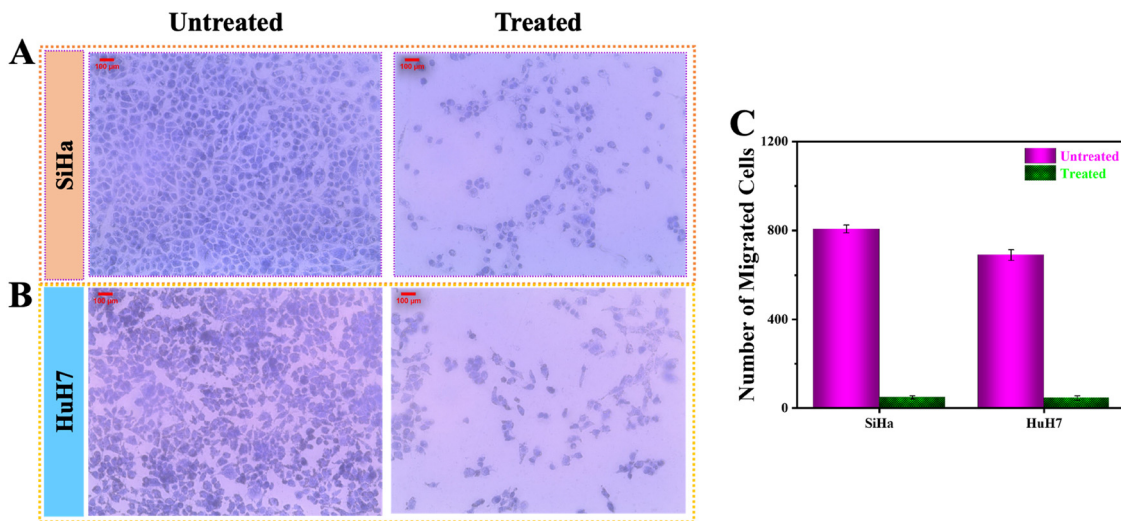 Untreated
Treated
A
SiHa
100 µm
100 µm
B
HuH7
100 µm
100 µm
C
Number of Migrated Cells
1200
800
400
0
Untreated
Treated
SiHa
HuH7